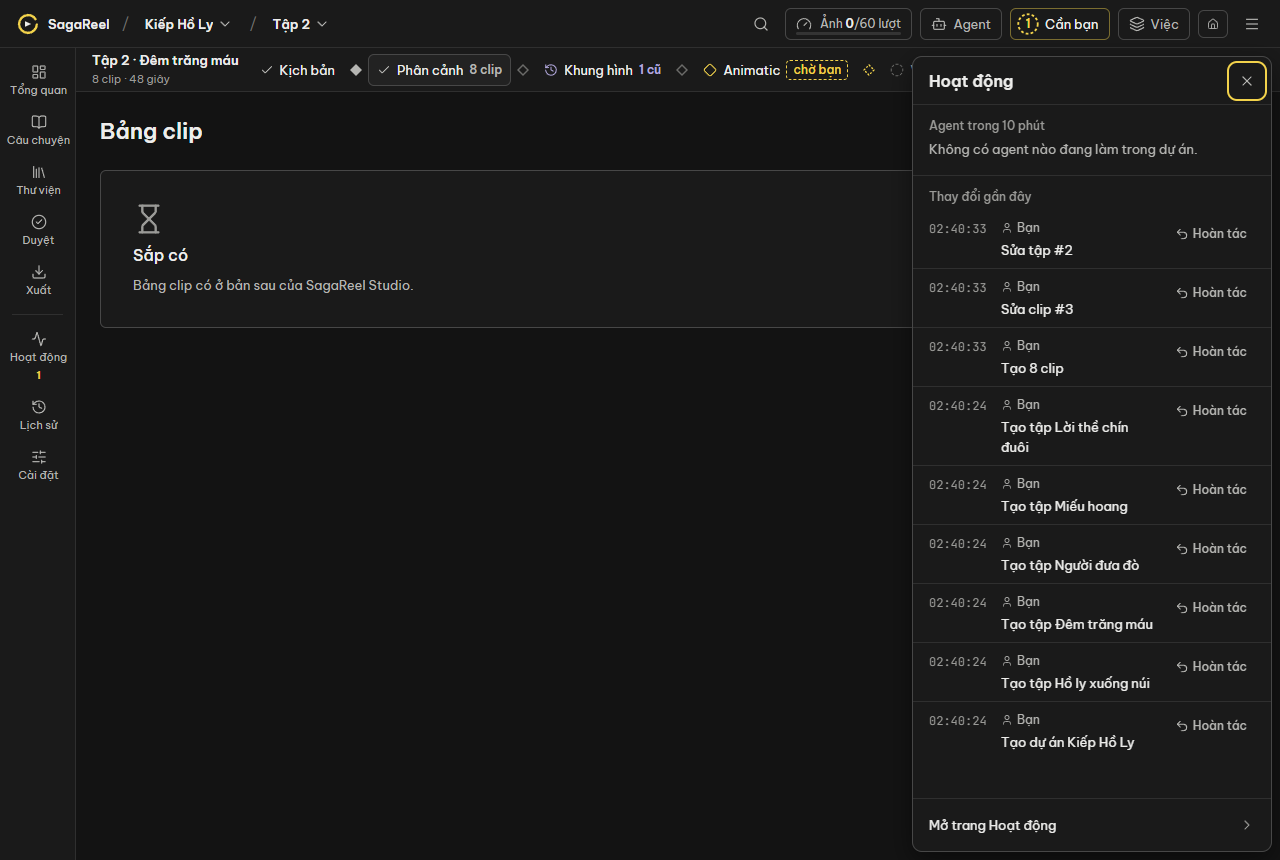 SagaReel / Kiếp Hồ Ly / Tập 2
Ảnh 0/60 lượt
Agent
1 Cần bạn
Việc
Tổng quan
Câu chuyện
Thư viện
Duyệt
Xuất
Hoạt động
1
Lịch sử
Cài đặt
Tập 2 · Đêm trăng máu
8 clip · 48 giây
Kịch bản
Phân cảnh 8 clip
Khung hình 1 cũ
Animatic chờ bạn
Bảng clip
Sắp có
Bảng clip có ở bản sau của SagaReel Studio.
Hoạt động
Agent trong 10 phút
Không có agent nào đang làm trong dự án.
Thay đổi gần đây
02:40:33 Bạn Hoàn tác
Sửa tập #2
02:40:33 Bạn Hoàn tác
Sửa clip #3
02:40:33 Bạn Hoàn tác
Tạo 8 clip
02:40:24 Bạn Hoàn tác
Tạo tập Lời thề chín
đuôi
02:40:24 Bạn Hoàn tác
Tạo tập Miếu hoang
02:40:24 Bạn Hoàn tác
Tạo tập Người đưa đò
02:40:24 Bạn Hoàn tác
Tạo tập Đêm trăng máu
02:40:24 Bạn Hoàn tác
Tạo tập Hồ ly xuống núi
02:40:24 Bạn Hoàn tác
Tạo dự án Kiếp Hồ Ly
Mở trang Hoạt động